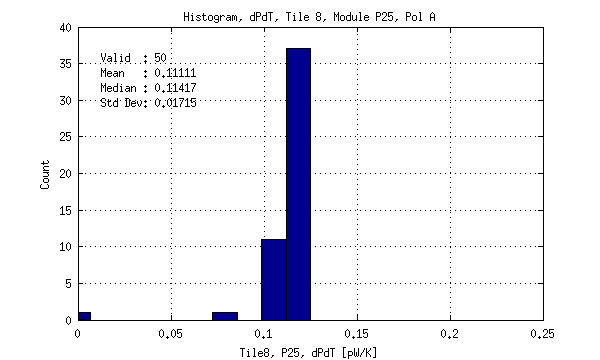 Histogram, dPdT, Tile 8, Module P25, Pol A
40
35
30
25
20
15
10
5
0
Count
Valid : 50
Mean : 0.11111
Median : 0.11417
Std Dev: 0.01715
0 0.05 0.1 0.15 0.2 0.25
Tile8, P25, dPdT [pW/K]